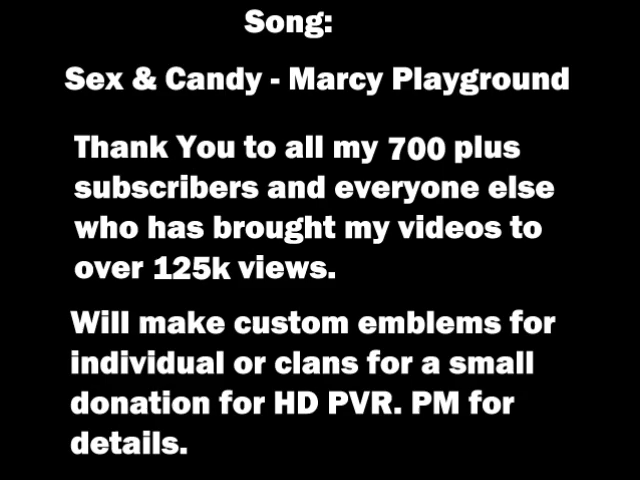 Song:
Sex & Candy - Marcy Playground
Thank You to all my 700 plus
subscribers and everyone else
who has brought my videos to
over 125k views.
Will make custom emblems for
individual or clans for a small
donation for HD PVR. PM for
details.